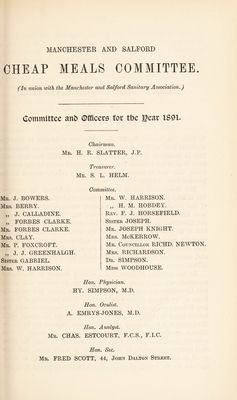 MANCHESTER AND SALFORD
CHEAP MEALS COMMITTEE.
(In union with the Manchester and Salford Sanitary Association.)
Committee and Officers for the Year 1891.
Chairman.
MR. H. R. SLATTER, J.P.
Treasurer.
MR. S. L. HELM.
Committee.
MR. J. BOWERS.
MRS. BERRY.
„ J. CALLADINE.
„ FORBES CLARKE.
MR. FORBES CLARKE.
MRS. CLAY.
MR. P. FOXCROFT.
„ J. J. GREENHALGH.
SISTER GABRIEL.
MRS. W. HARRISON.
MR. W. HARRISON.
„ H. M. HOBDEY.
REV. F. J. HORSEFIELD.
SISTER JOSEPH.
MR. JOSEPH KNIGHT.
MRS. McKERROW.
MR. COUNCILLOR RICHD. NEWTON.
MRS. RICHARDSON.
DR. SIMPSON.
MISS WOODHOUSE.
Hon. Physician.
HY. SIMPSON, M.D.
Hon. Oculist.
A. EMRYS-JONES, M.D.
Hon. Analyst.
MR. CHAS. ESTCOURT, F.C.S., F.I.C.
Hon. Sec.
MR. FRED SCOTT, 44, JOHN DALTON STREET.